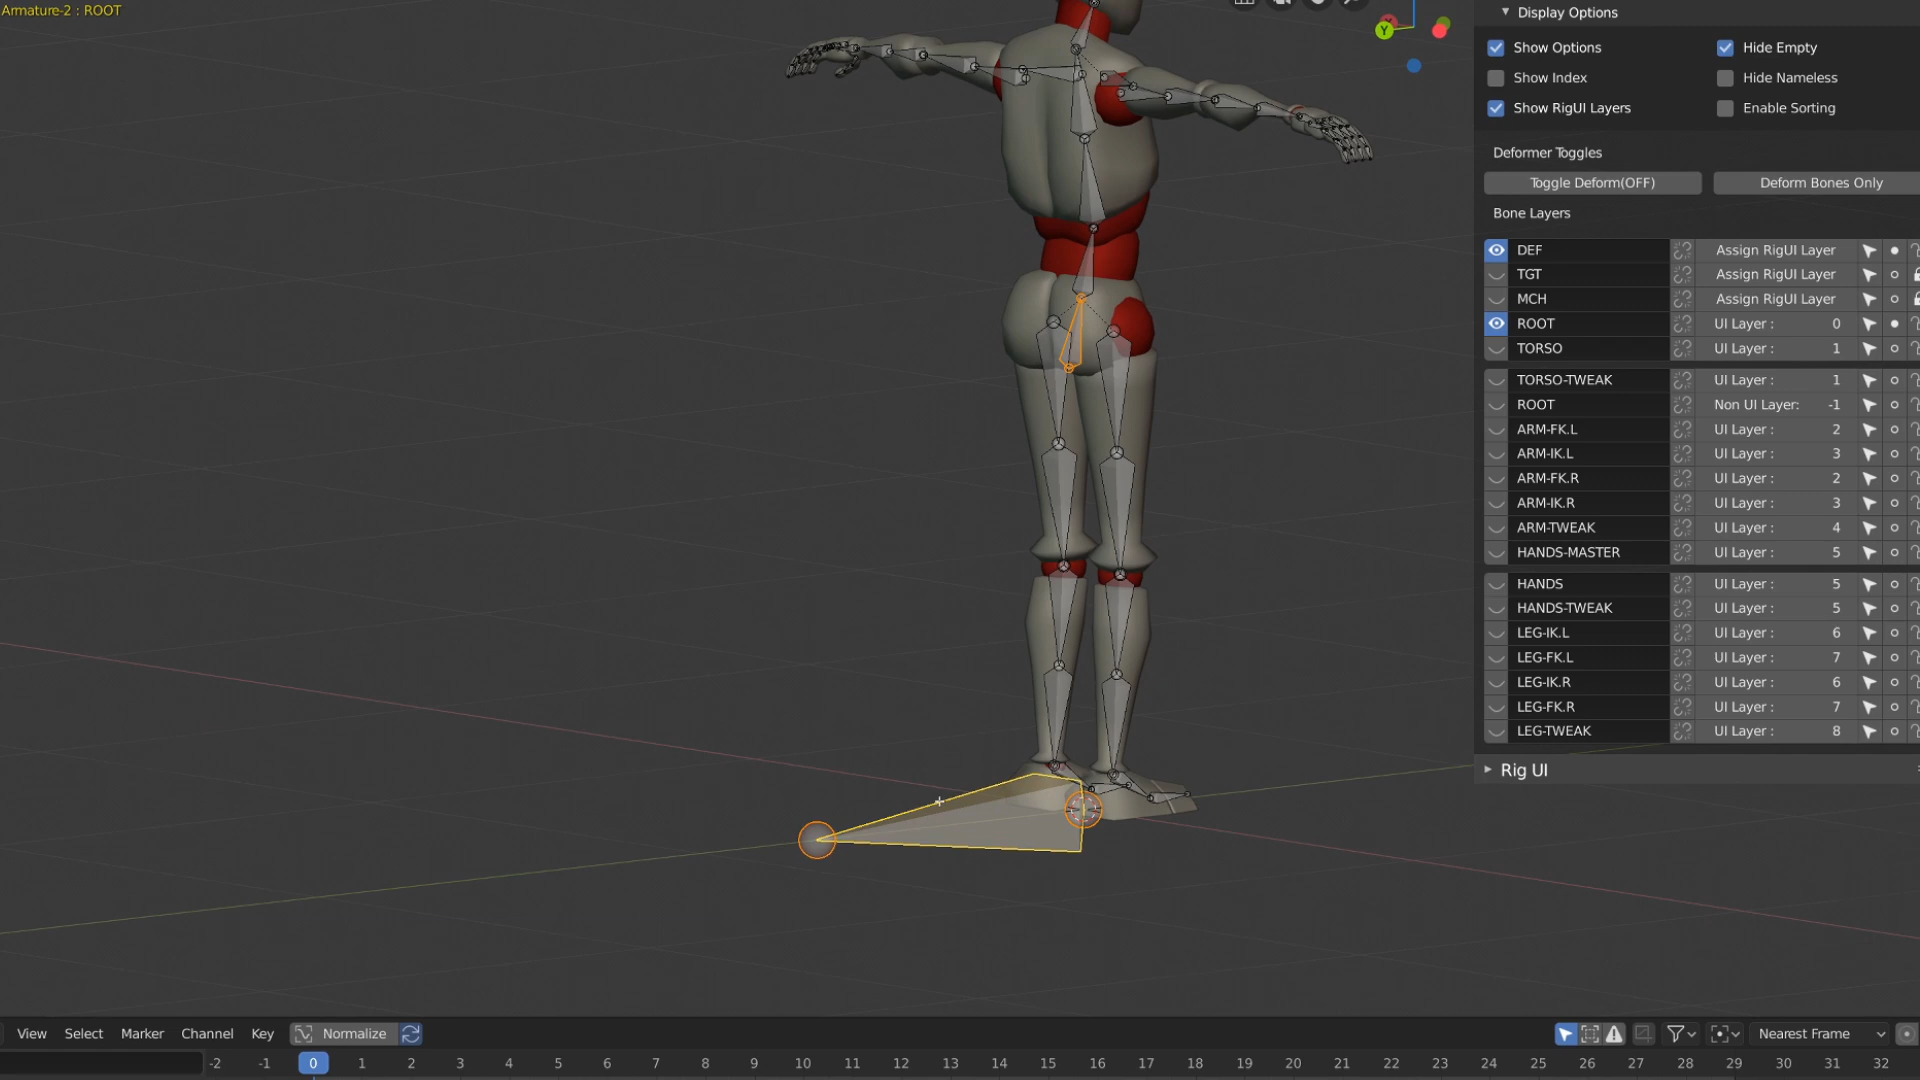 Armature-2 : ROOT
Y
Display Options
Show Options Hide Empty
Show Index Hide Nameless
Show RigUI Layers Enable Sorting
Deformer Toggles
Toggle Deform(OFF) Deform Bones Only
Bone Layers
DEF Assign RigUI Layer
TGT Assign RigUI Layer
MCH Assign RigUI Layer
ROOT UI Layer : 0
TORSO UI Layer : 1
TORSO-TWEAK UI Layer : 1
ROOT Non UI Layer: -1
ARM-FK.L UI Layer : 2
ARM-IK.L UI Layer : 3
ARM-FK.R UI Layer : 2
ARM-IK.R UI Layer : 3
ARM-TWEAK UI Layer : 4
HANDS-MASTER UI Layer : 5
HANDS UI Layer : 5
HANDS-TWEAK UI Layer : 5
LEG-IK.L UI Layer : 6
LEG-FK.L UI Layer : 7
LEG-IK.R UI Layer : 6
LEG-FK.R UI Layer : 7
LEG-TWEAK UI Layer : 8
Rig UI
View Select Marker Channel Key Normalize Nearest Frame
-2 -1 0 1 2 3 4 5 6 7 8 9 10 11 12 13 14 15 16 17 18 19 20 21 22 23 24 25 26 27 28 29 30 31 32